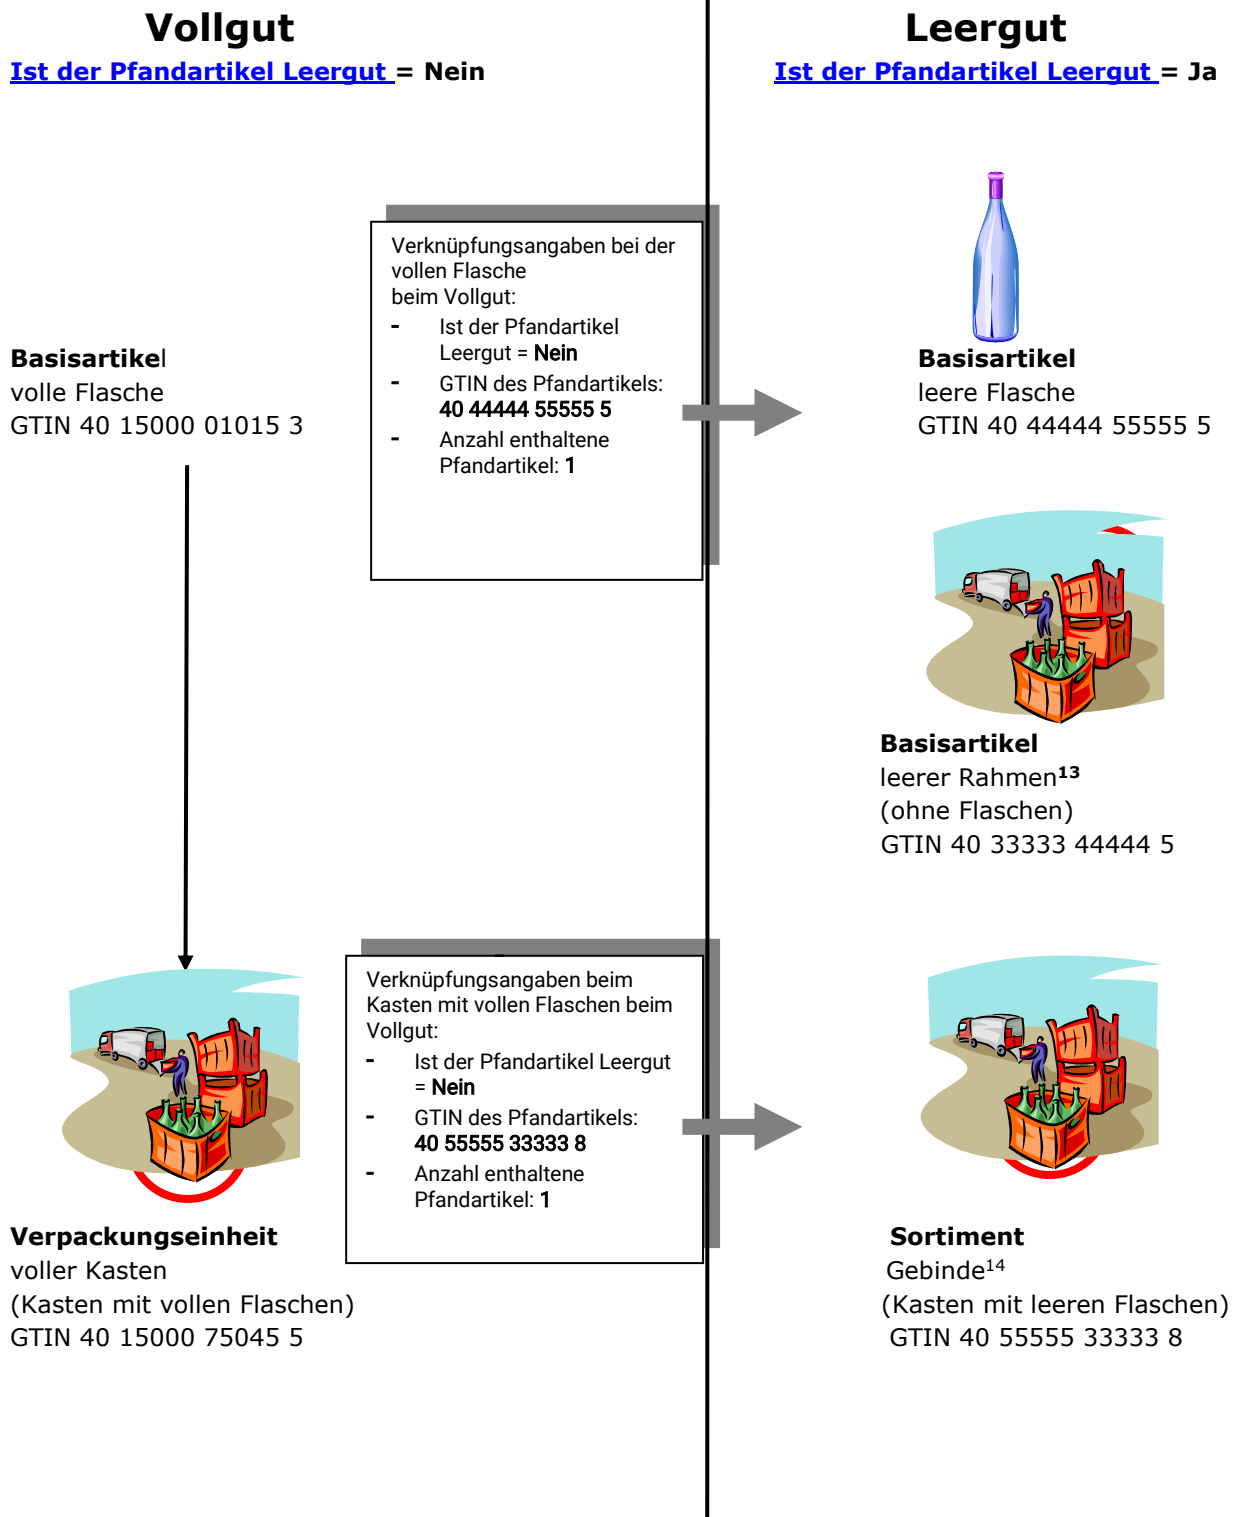 Vollgut
Ist der Pfandartikel Leergut = Nein
Leergut
Ist der Pfandartikel Leergut = Ja
Verknüpfungsangaben bei der
vollen Flasche
beim Vollgut:
- Ist der Pfandartikel
Leergut = Nein
- GTIN des Pfandartikels:
40 44444 55555 5
- Anzahl enthaltene
Pfandartikel: 1
Basisartikel
volle Flasche
GTIN 40 15000 01015 3
Basisartikel
leere Flasche
GTIN 40 44444 55555 5
Basisartikel
leerer Rahmen13
(ohne Flaschen)
GTIN 40 33333 44444 5
Verknüpfungsangaben beim
Kasten mit vollen Flaschen beim
Vollgut:
- Ist der Pfandartikel Leergut
= Nein
- GTIN des Pfandartikels:
40 55555 33333 8
- Anzahl enthaltene
Pfandartikel: 1
Verpackungseinheit
voller Kasten
(Kasten mit vollen Flaschen)
GTIN 40 15000 75045 5
Sortiment
Gebinde14
(Kasten mit leeren Flaschen)
GTIN 40 55555 33333 8